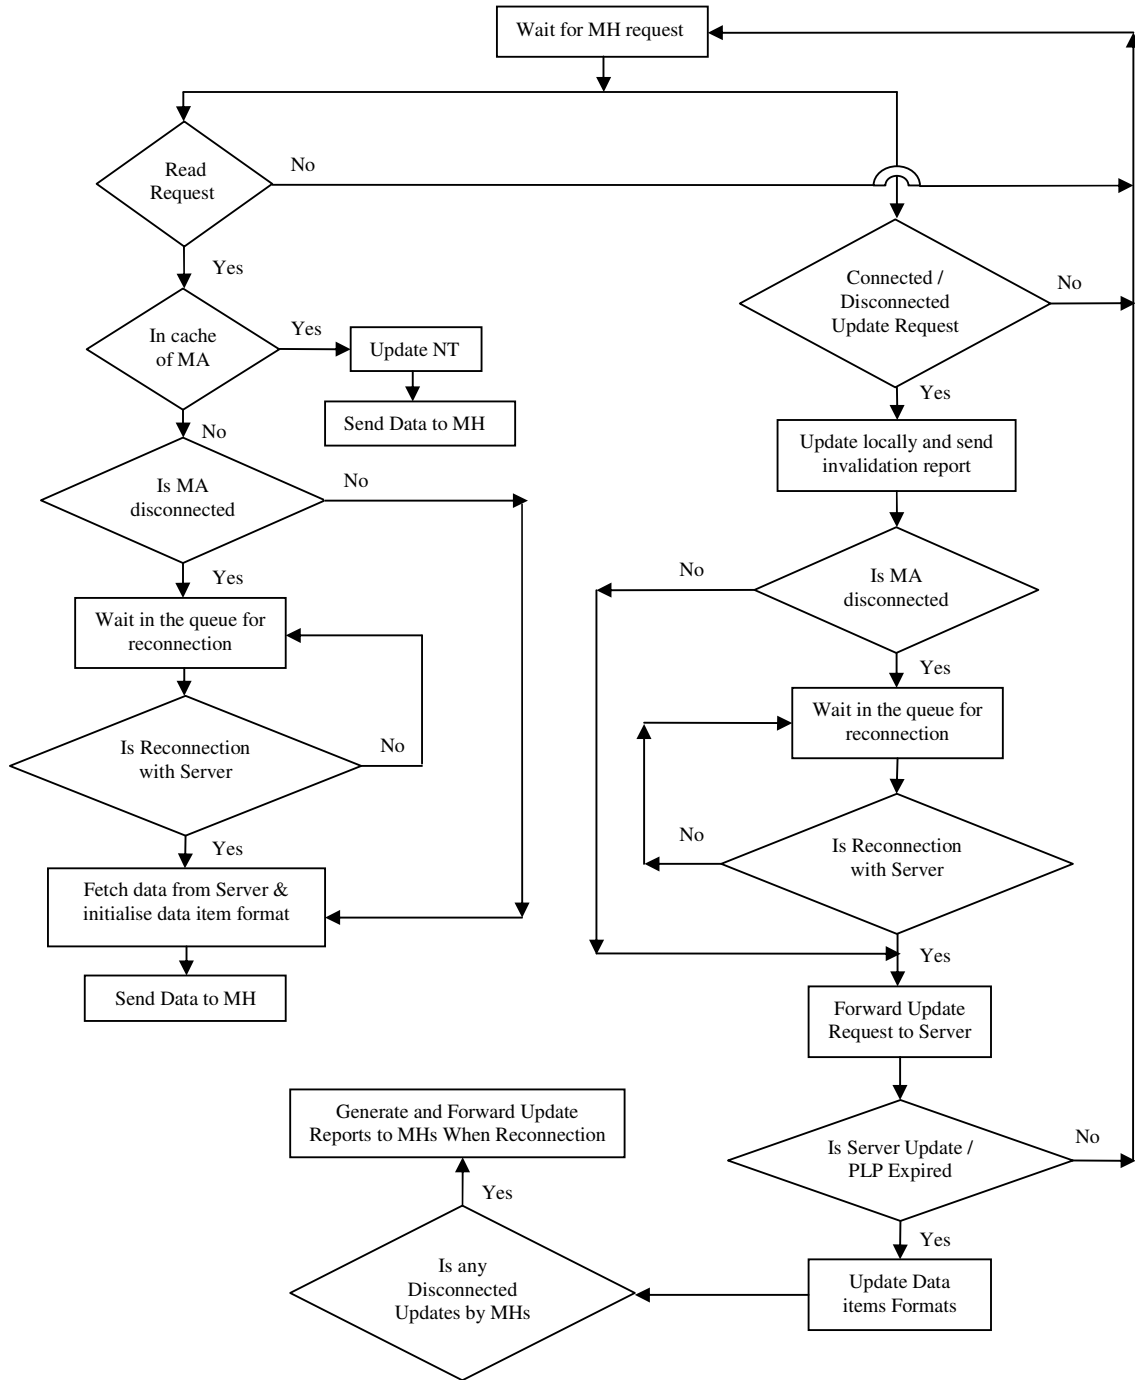 Wait for MH request
Read
Request
No
Yes
In cache
of MA
Yes
Update NT
Send Data to MH
No
Is MA
disconnected
No
Yes
Wait in the queue for
reconnection
Is Reconnection
with Server
No
Yes
Fetch data from Server &
initialise data item format
Send Data to MH
Connected /
Disconnected
Update Request
No
Yes
Update locally and send
invalidation report
Is MA
disconnected
No
Yes
Wait in the queue for
reconnection
Is Reconnection
with Server
No
Yes
Forward Update
Request to Server
Is Server Update /
PLP Expired
No
Yes
Update Data
items Formats
Is any
Disconnected
Updates by MHs
Yes
Generate and Forward Update
Reports to MHs When Reconnection